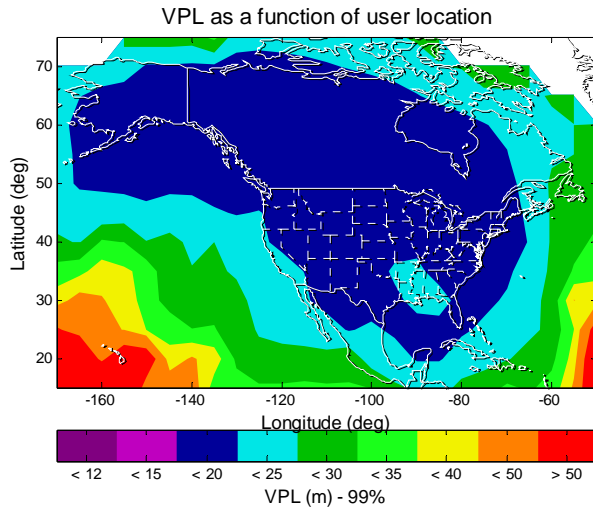 VPL as a function of user location
70
60
50
40
30
20
Latitude (deg)
-160 -140 -120 -100 -80 -60
Longitude (deg)
< 12 < 15 < 20 < 25 < 30 < 35 < 40 < 50 > 50
VPL (m) - 99%